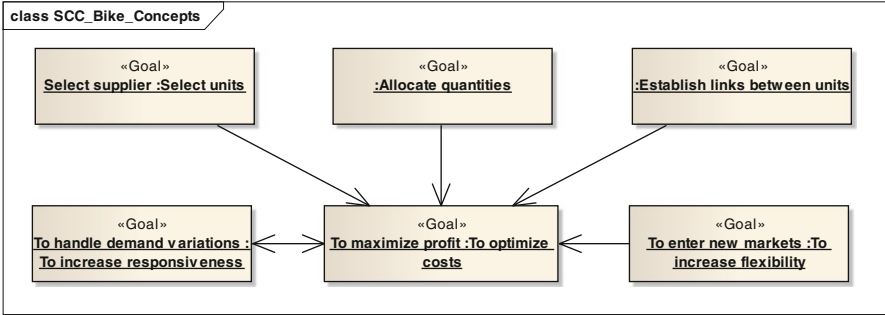 class SCC_Bike_Concepts
«Goal»
Select supplier :Select units
«Goal»
:Allocate quantities
«Goal»
:Establish links between units
«Goal»
To handle demand variations :
To increase responsiveness
«Goal»
To maximize profit :To optimize
costs
«Goal»
To enter new markets :To
increase flexibility